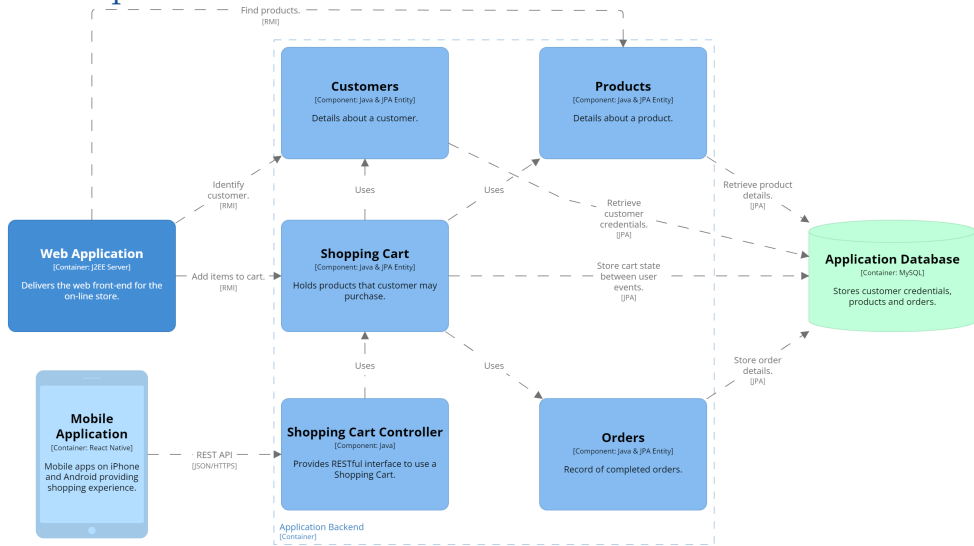 Find products.
[RMI]
Customers
[Component: Java & JPA Entity]
Details about a customer.
Products
[Component: Java & JPA Entity]
Details about a product.
Identify
customer.
[RMI]
Uses
Uses
Retrieve
customer
credentials.
[JPA]
Retrieve product
details.
[JPA]
Web Application
[Container: J2EE Server]
Delivers the web front-end for the
on-line store.
Add items to cart.
[RMI]
Shopping Cart
[Component: Java & JPA Entity]
Holds products that customer may
purchase.
Store cart state
between user
events.
[JPA]
Application Database
[Container: MySQL]
Stores customer credentials,
products and orders.
Uses
Uses
Store order
details.
[JPA]
Mobile
Application
[Container: React Native]
Mobile apps on iPhone
and Android providing
shopping experience.
REST API
[JSON/HTTPS]
Shopping Cart Controller
[Component: Java]
Provides RESTful interface to use a
Shopping Cart.
Orders
[Component: Java & JPA Entity]
Record of completed orders.
Application Backend
[Container]